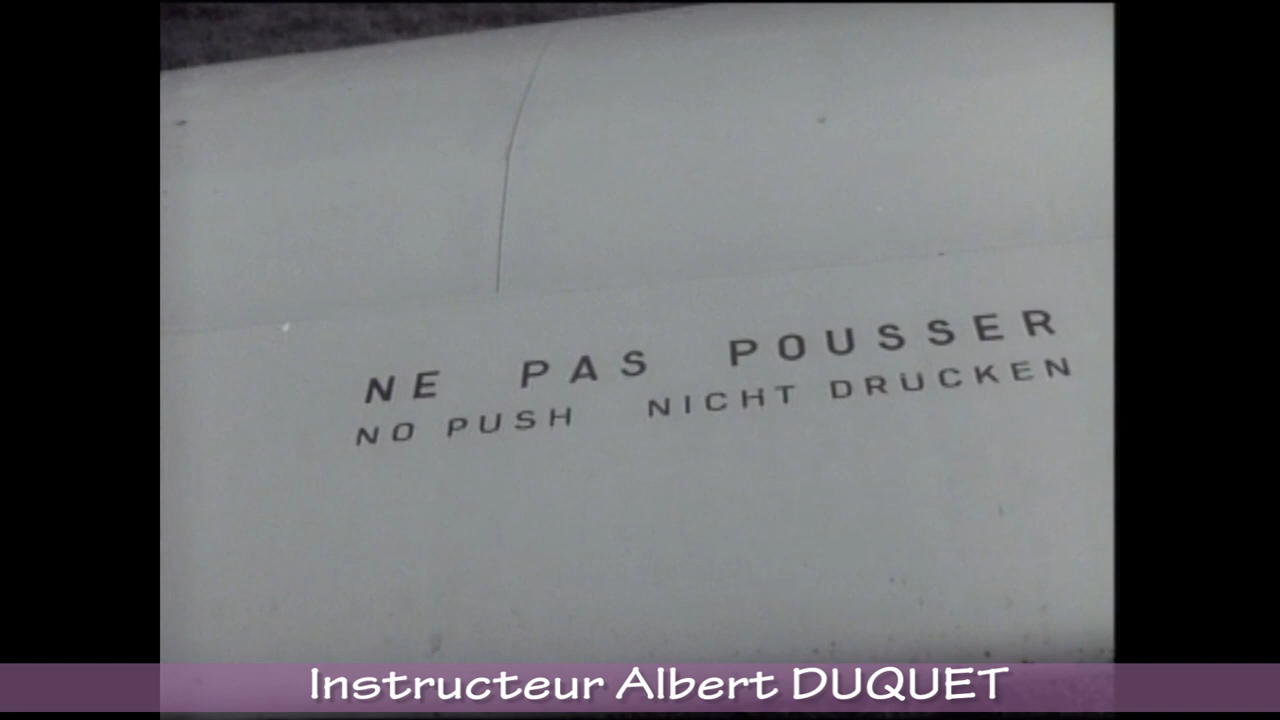 NE PAS POUSSER
NO PUSH NICHT DRUCKEN
Instructeur Albert DUQUET